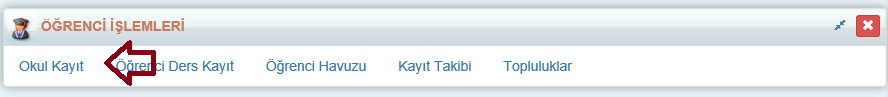 ÖĞRENCİ İŞLEMLERİ
Okul Kayıt Öğrenci Ders Kayıt Öğrenci Havuzu Kayıt Takibi Topluluklar